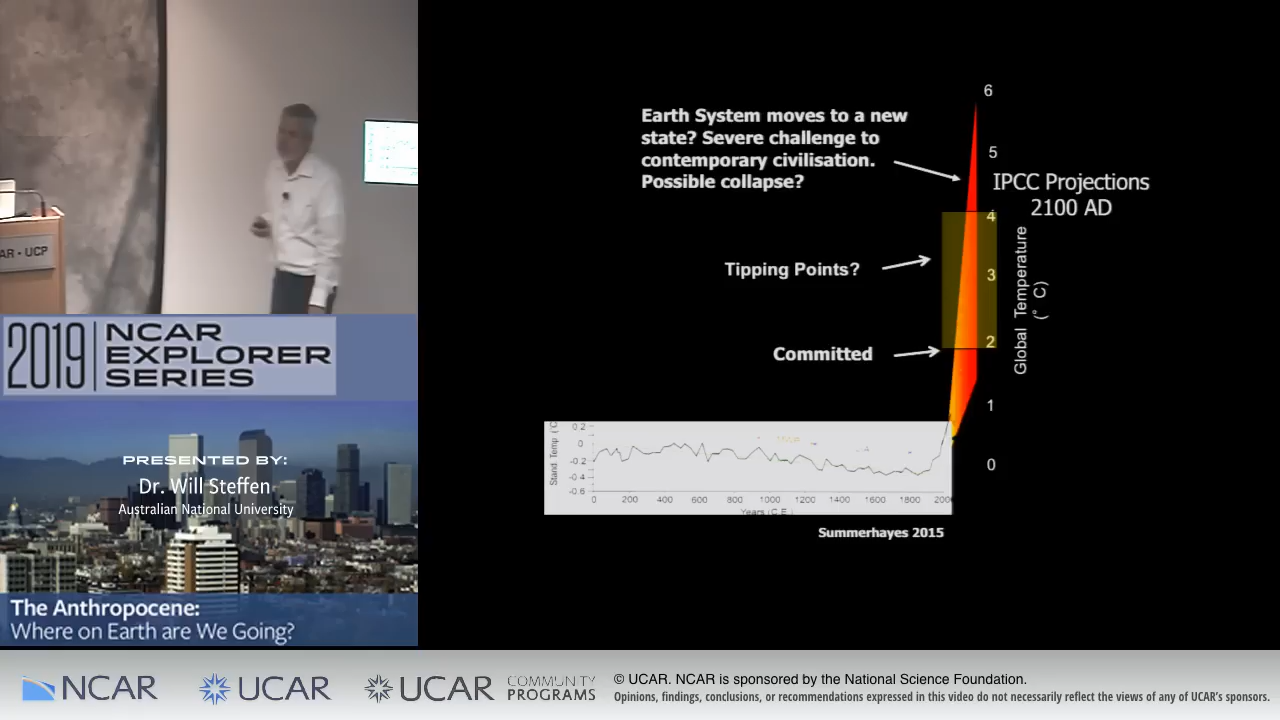 AR • UCP
2019 NCAR
EXPLORER
SERIES
PRESENTED BY:
Dr. Will Steffen
Australian National University
The Anthropocene:
Where on Earth are We Going?
Earth System moves to a new
state? Severe challenge to
contemporary civilisation.
Possible collapse?
Tipping Points?
Committed
IPCC Projections
2100 AD
6
5
4
3
2
1
0
Global Temperature
(° C)
Stand Temp (°C
0.2
0
-0.2
-0.4
-0.6
0 200 400 600 800 1000 1200 1400 1600 1800 2000
Years (C.E.)
Summerhayes 2015
NCAR UCAR UCAR COMMUNITY PROGRAMS
© UCAR. NCAR is sponsored by the National Science Foundation.
Opinions, findings, conclusions, or recommendations expressed in this video do not necessarily reflect the views of any of UCAR's sponsors.